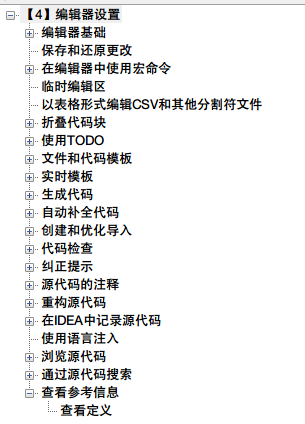 【4】编辑器设置
编辑器基础
保存和还原更改
在编辑器中使用宏命令
临时编辑区
以表格形式编辑CSV和其他分割符文件
折叠代码块
使用TODO
文件和代码模板
实时模板
生成代码
自动补全代码
创建和优化导入
代码检查
纠正提示
源代码的注释
重构源代码
在IDEA中记录源代码
使用语言注入
浏览源代码
通过源代码搜索
查看参考信息
查看定义